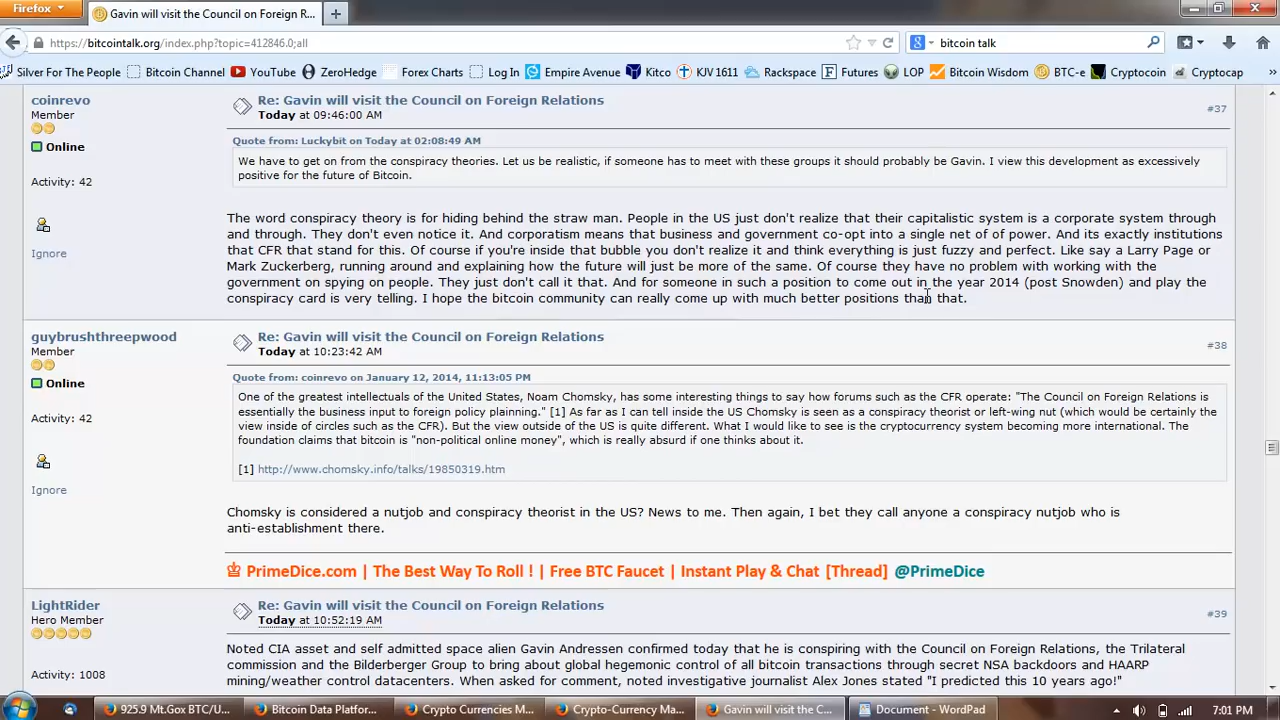 Firefox
Gavin will visit the Council on Foreign R...
https://bitcointalk.org/index.php?topic=412846.0;all
bitcoin talk
Silver For The People Bitcoin Channel YouTube ZeroHedge Forex Charts Log In Empire Avenue Kitco KJV 1611 Rackspace Futures LOP Bitcoin Wisdom BTC-e Cryptocoin Cryptocap »
coinrevo
Member
Online
Activity: 42
Ignore
Re: Gavin will visit the Council on Foreign Relations
Today at 09:46:00 AM
#37
Quote from: Luckybit on Today at 02:08:49 AM
We have to get on from the conspiracy theories. Let us be realistic, if someone has to meet with these groups it should probably be Gavin. I view this development as excessively
positive for the future of Bitcoin.
The word conspiracy theory is for hiding behind the straw man. People in the US just don't realize that their capitalistic system is a corporate system through
and through. They don't even notice it. And corporatism means that business and government co-opt into a single net of of power. And its exactly institutions
that CFR that stand for this. Of course if you're inside that bubble you don't realize it and think everything is just fuzzy and perfect. Like say a Larry Page or
Mark Zuckerberg, running around and explaining how the future will just be more of the same. Of course they have no problem with working with the
government on spying on people. They just don't call it that. And for someone in such a position to come out in the year 2014 (post Snowden) and play the
conspiracy card is very telling. I hope the bitcoin community can really come up with much better positions than that.
guybrushthreepwood
Member
Online
Activity: 42
Ignore
Re: Gavin will visit the Council on Foreign Relations
Today at 10:23:42 AM
#38
Quote from: coinrevo on January 12, 2014, 11:13:05 PM
One of the greatest intellectuals of the United States, Noam Chomsky, has some interesting things to say how forums such as the CFR operate: "The Council on Foreign Relations is
essentially the business input to foreign policy plainning." [1] As far as I can tell inside the US Chomsky is seen as a conspiracy theorist or left-wing nut (which would be certainly the
view inside of circles such as the CFR). But the view outside of the US is quite different. What I would like to see is the cryptocurrency system becoming more international. The
foundation claims that bitcoin is "non-political online money", which is really absurd if one thinks about it.
[1] http://www.chomsky.info/talks/19850319.htm
Chomsky is considered a nutjob and conspiracy theorist in the US? News to me. Then again, I bet they call anyone a conspiracy nutjob who is
anti-establishment there.
PrimeDice.com | The Best Way To Roll ! | Free BTC Faucet | Instant Play & Chat [Thread] @PrimeDice
LightRider
Hero Member
Activity: 1008
Re: Gavin will visit the Council on Foreign Relations
Today at 10:52:19 AM
#39
Noted CIA asset and self admitted space alien Gavin Andressen confirmed today that he is conspiring with the Council on Foreign Relations, the Trilateral
commission and the Bilderberger Group to bring about global hegemonic control of all bitcoin transactions through secret NSA backdoors and HAARP
mining/weather control datacenters. When asked for comment, noted investigative journalist Alex Jones stated "I predicted this 10 years ago!"
925.9 Mt.Gox BTC/U... Bitcoin Data Platfor... Crypto Currencies M... Crypto-Currency Ma... Gavin will visit the C... Document - WordPad 7:01 PM